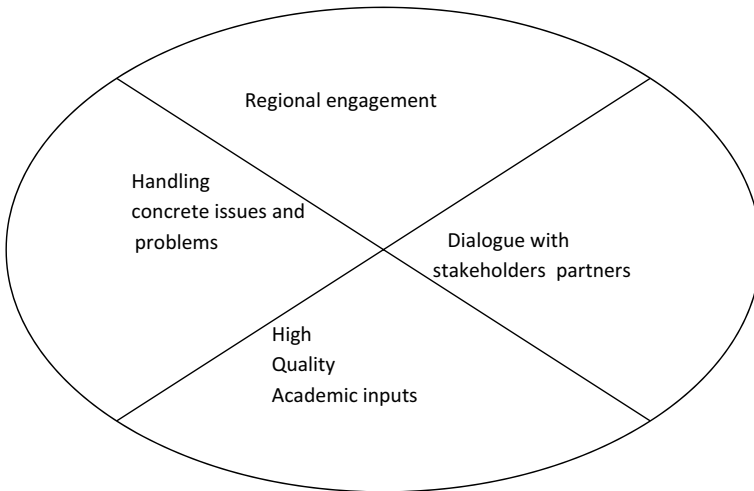 Regional engagement
Handling
concrete issues and
problems
Dialogue with
stakeholders partners
High
Quality
Academic inputs